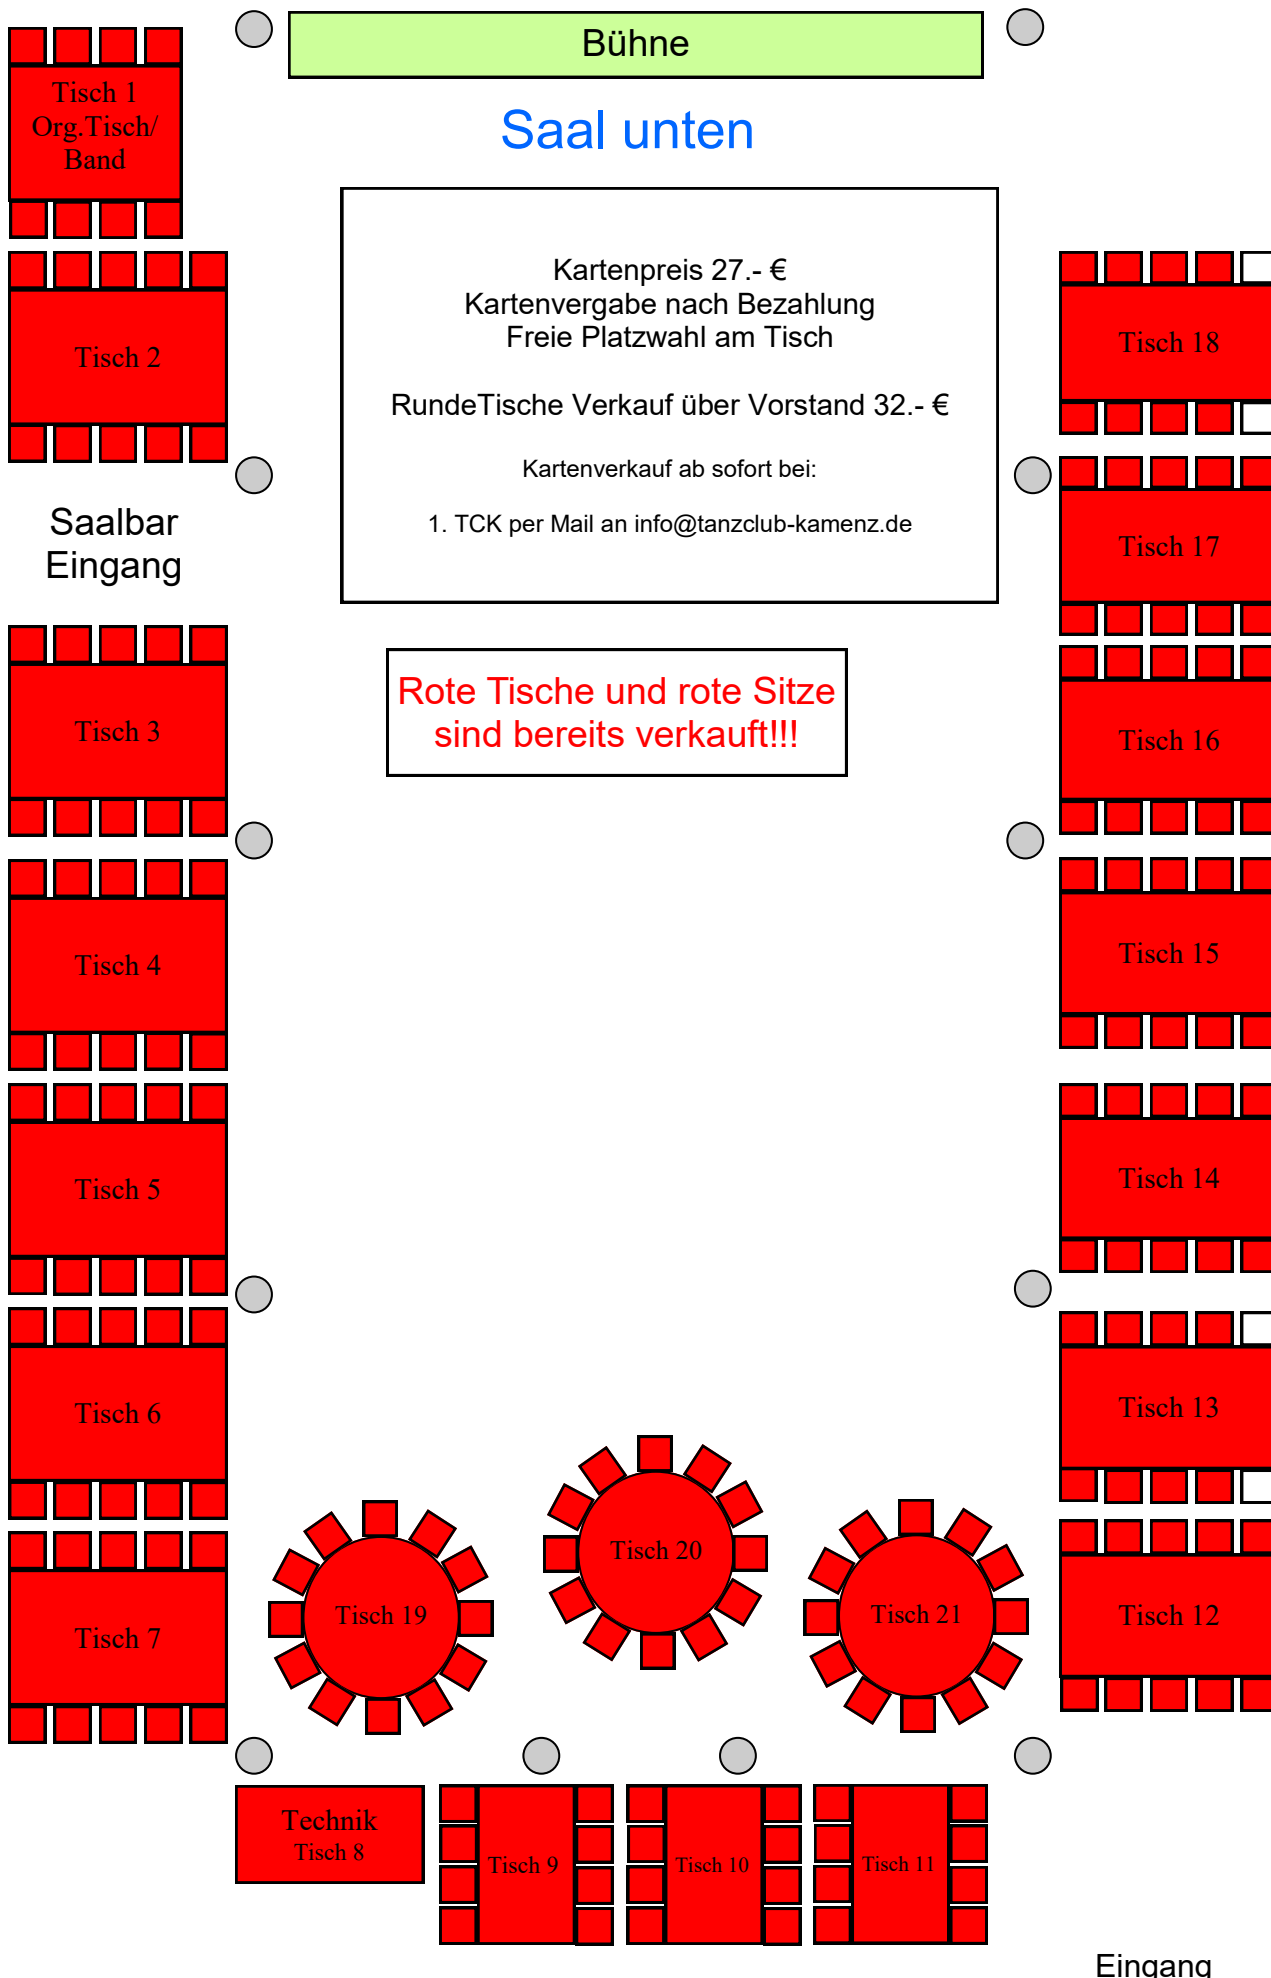 Bühne
Saal unten
Tisch 1
Org.Tisch/
Band
Tisch 2
Kartenpreis 27.- €
Kartenvergabe nach Bezahlung
Freie Platzwahl am Tisch
RundeTische Verkauf über Vorstand 32.- €
Kartenverkauf ab sofort bei:
1. TCK per Mail an info@tanzclub-kamenz.de
Tisch 18
Saalbar
Eingang
Tisch 17
Rote Tische und rote Sitze
sind bereits verkauft!!!
Tisch 3
Tisch 16
Tisch 4
Tisch 15
Tisch 5
Tisch 14
Tisch 6
Tisch 13
Tisch 7
Tisch 19
Tisch 20
Tisch 21
Tisch 12
Technik
Tisch 8
Tisch 9
Tisch 10
Tisch 11
Eingang